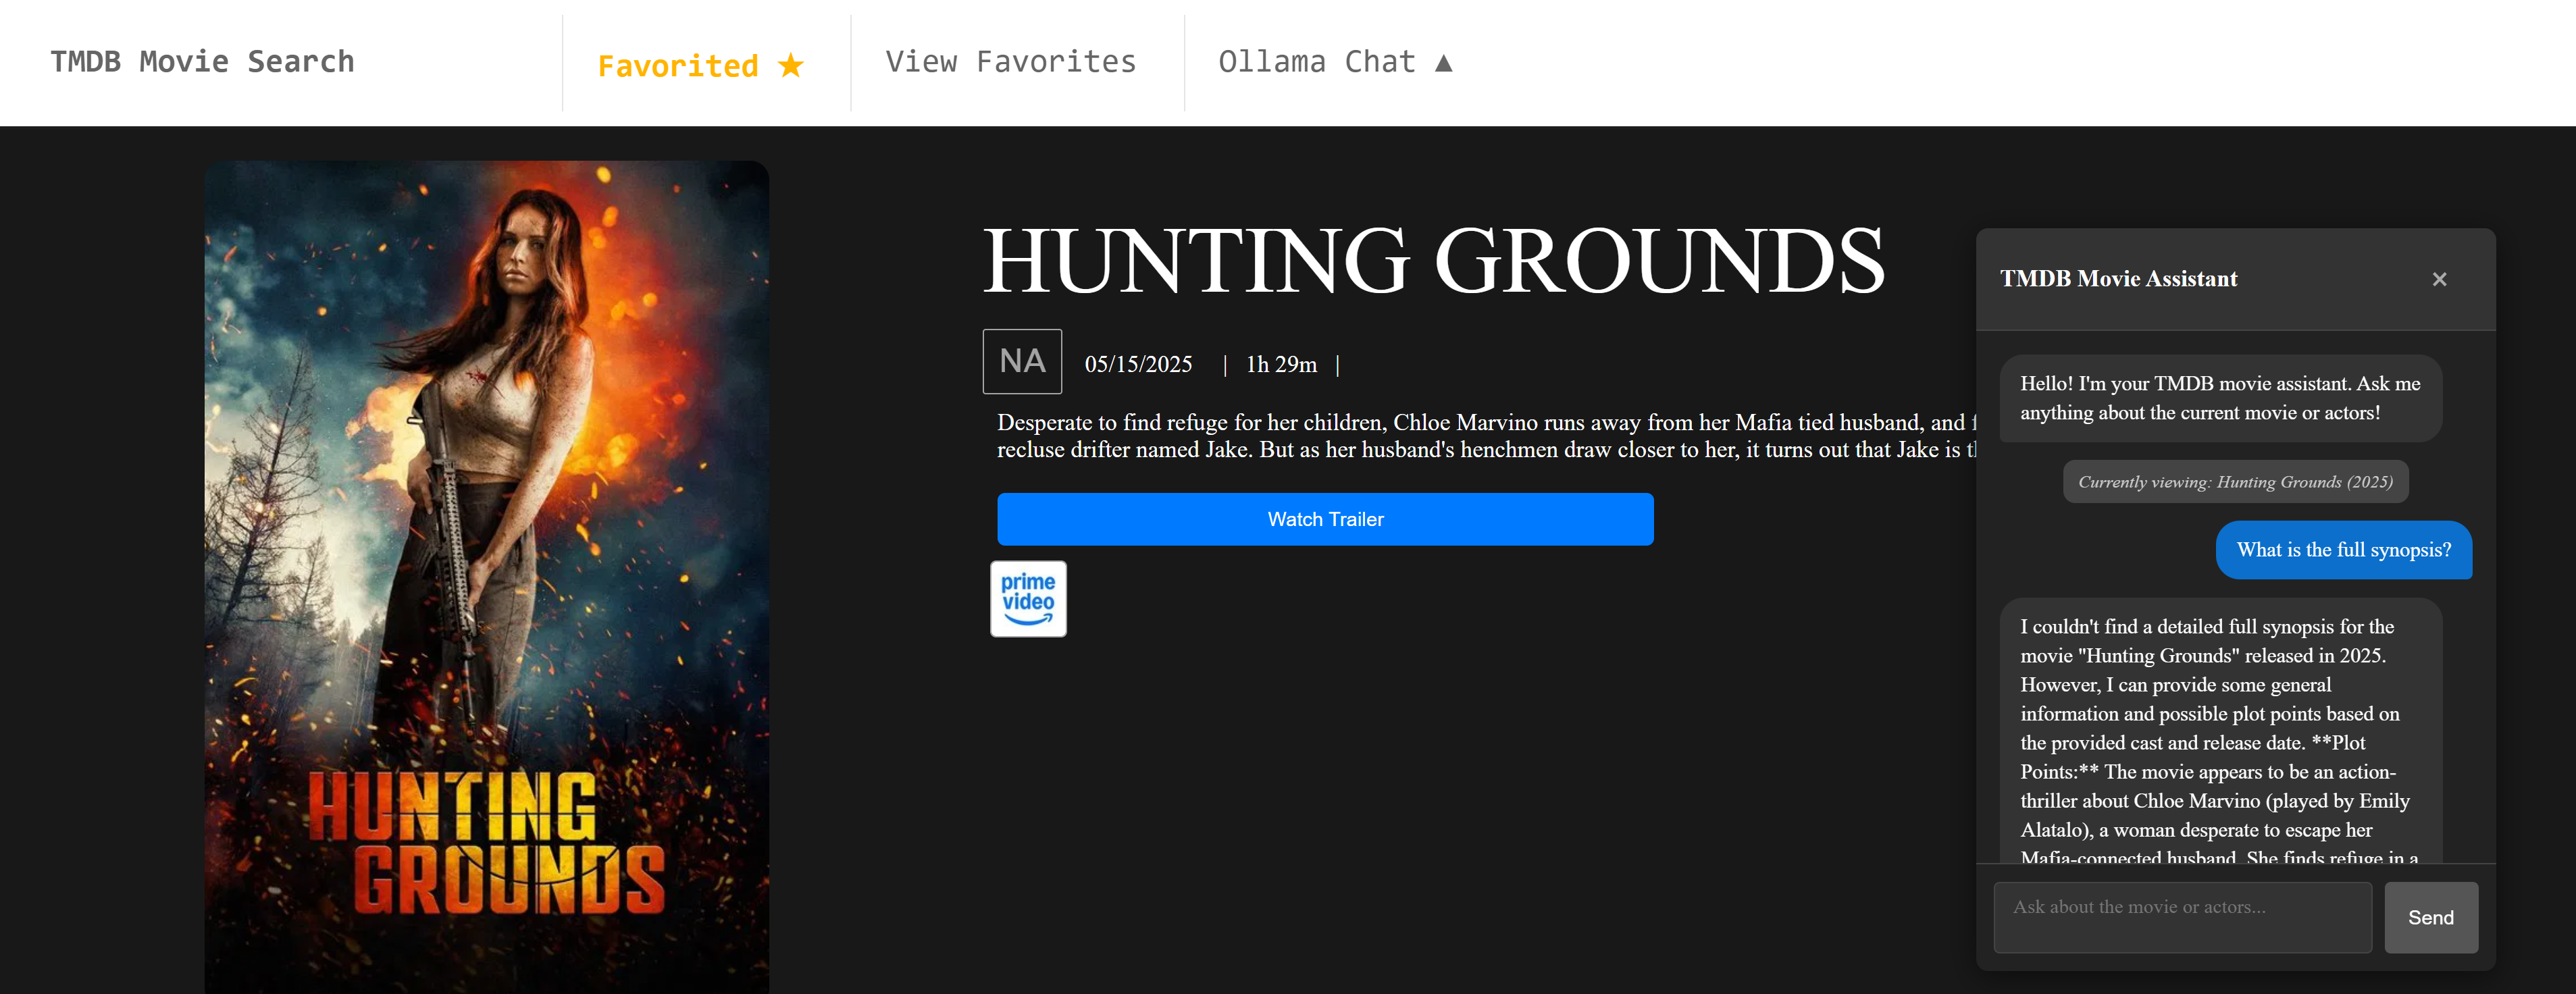 TMDB Movie Search
Favorited ★
View Favorites
Ollama Chat ▲
HUNTING
GROUNDS
HUNTING GROUNDS
NA 05/15/2025 | 1h 29m |
Desperate to find refuge for her children, Chloe Marvino runs away from her Mafia tied husband, and
recluse drifter named Jake. But as her husband's henchmen draw closer to her, it turns out that Jake is
Watch Trailer
prime
video
TMDB Movie Assistant ×
Hello! I'm your TMDB movie assistant. Ask me
anything about the current movie or actors!
Currently viewing: Hunting Grounds (2025)
What is the full synopsis?
I couldn't find a detailed full synopsis for the
movie "Hunting Grounds" released in 2025.
However, I can provide some general
information and possible plot points based on
the provided cast and release date. **Plot
Points:** The movie appears to be an action-
thriller about Chloe Marvino (played by Emily
Alatalo), a woman desperate to escape her
Mafia-connected husband. She finds refuge in a
Ask about the movie or actors...
Send